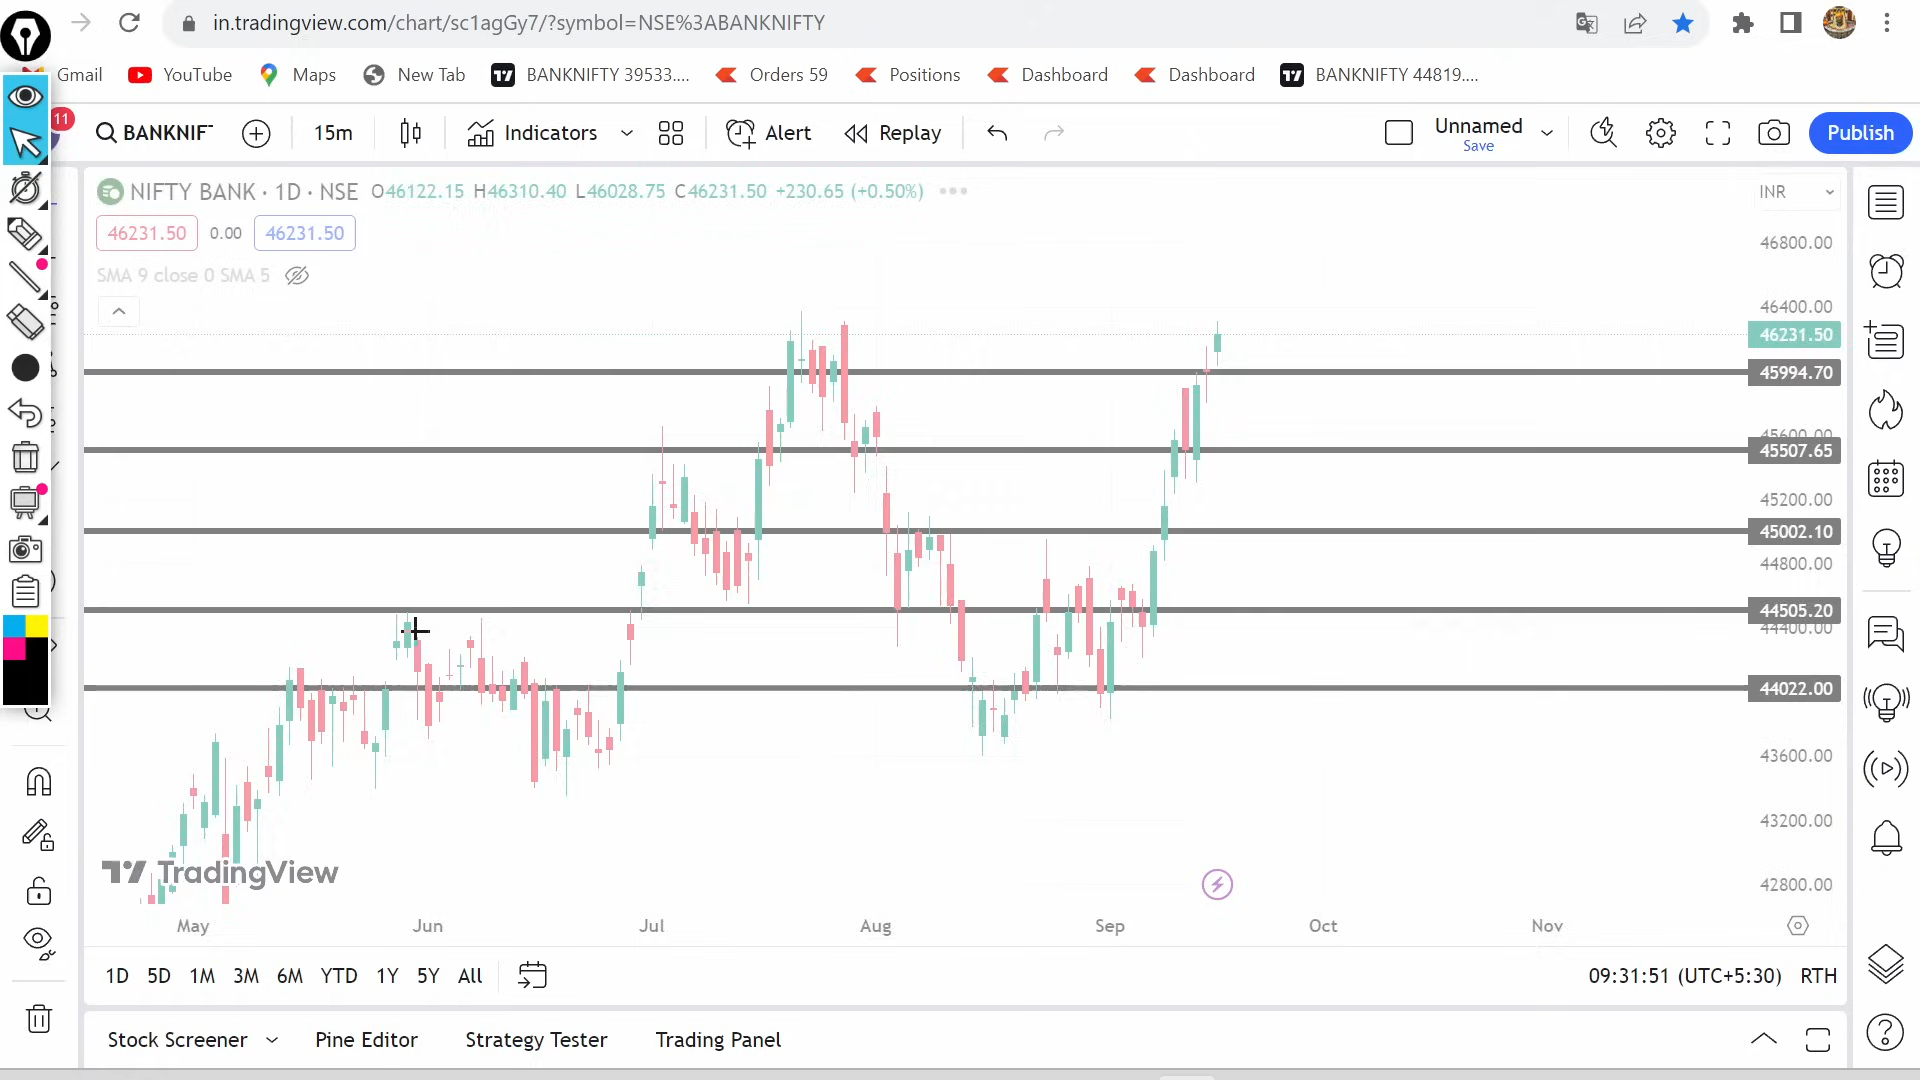 in.tradingview.com/chart/sc1agGy7/?symbol=NSE%3ABANKNIFTY
Gmail YouTube Maps New Tab BANKNIFTY 39533.... Orders 59 Positions Dashboard Dashboard BANKNIFTY 44819....
11 BANKNIF 15m Indicators Alert Replay Unnamed Save Publish
NIFTY BANK · 1D · NSE O46122.15 H46310.40 L46028.75 C46231.50 +230.65 (+0.50%) INR
46231.50 0.00 46231.50
46800.00
SMA 9 close 0 SMA 5
46400.00
46231.50
45994.70
45600.00
45507.65
45200.00
45002.10
44800.00
44505.20
44400.00
44022.00
43600.00
43200.00
TradingView
42800.00
May Jun Jul Aug Sep Oct Nov
1D 5D 1M 3M 6M YTD 1Y 5Y All 09:31:51 (UTC+5:30) RTH
Stock Screener Pine Editor Strategy Tester Trading Panel